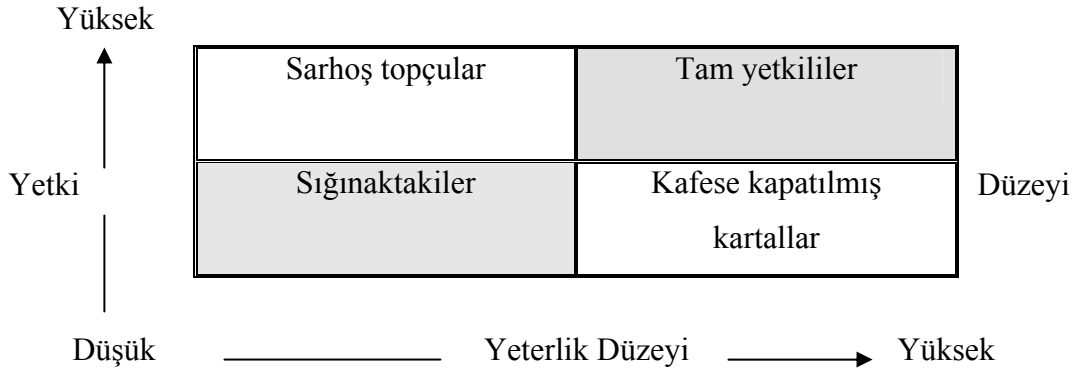 Yüksek
Sarhoş topçular Tam yetkililer
Yetki Sığınaktakiler Kafese kapatılmış Düzeyi
kartallar
Düşük Yeterlik Düzeyi Yüksek